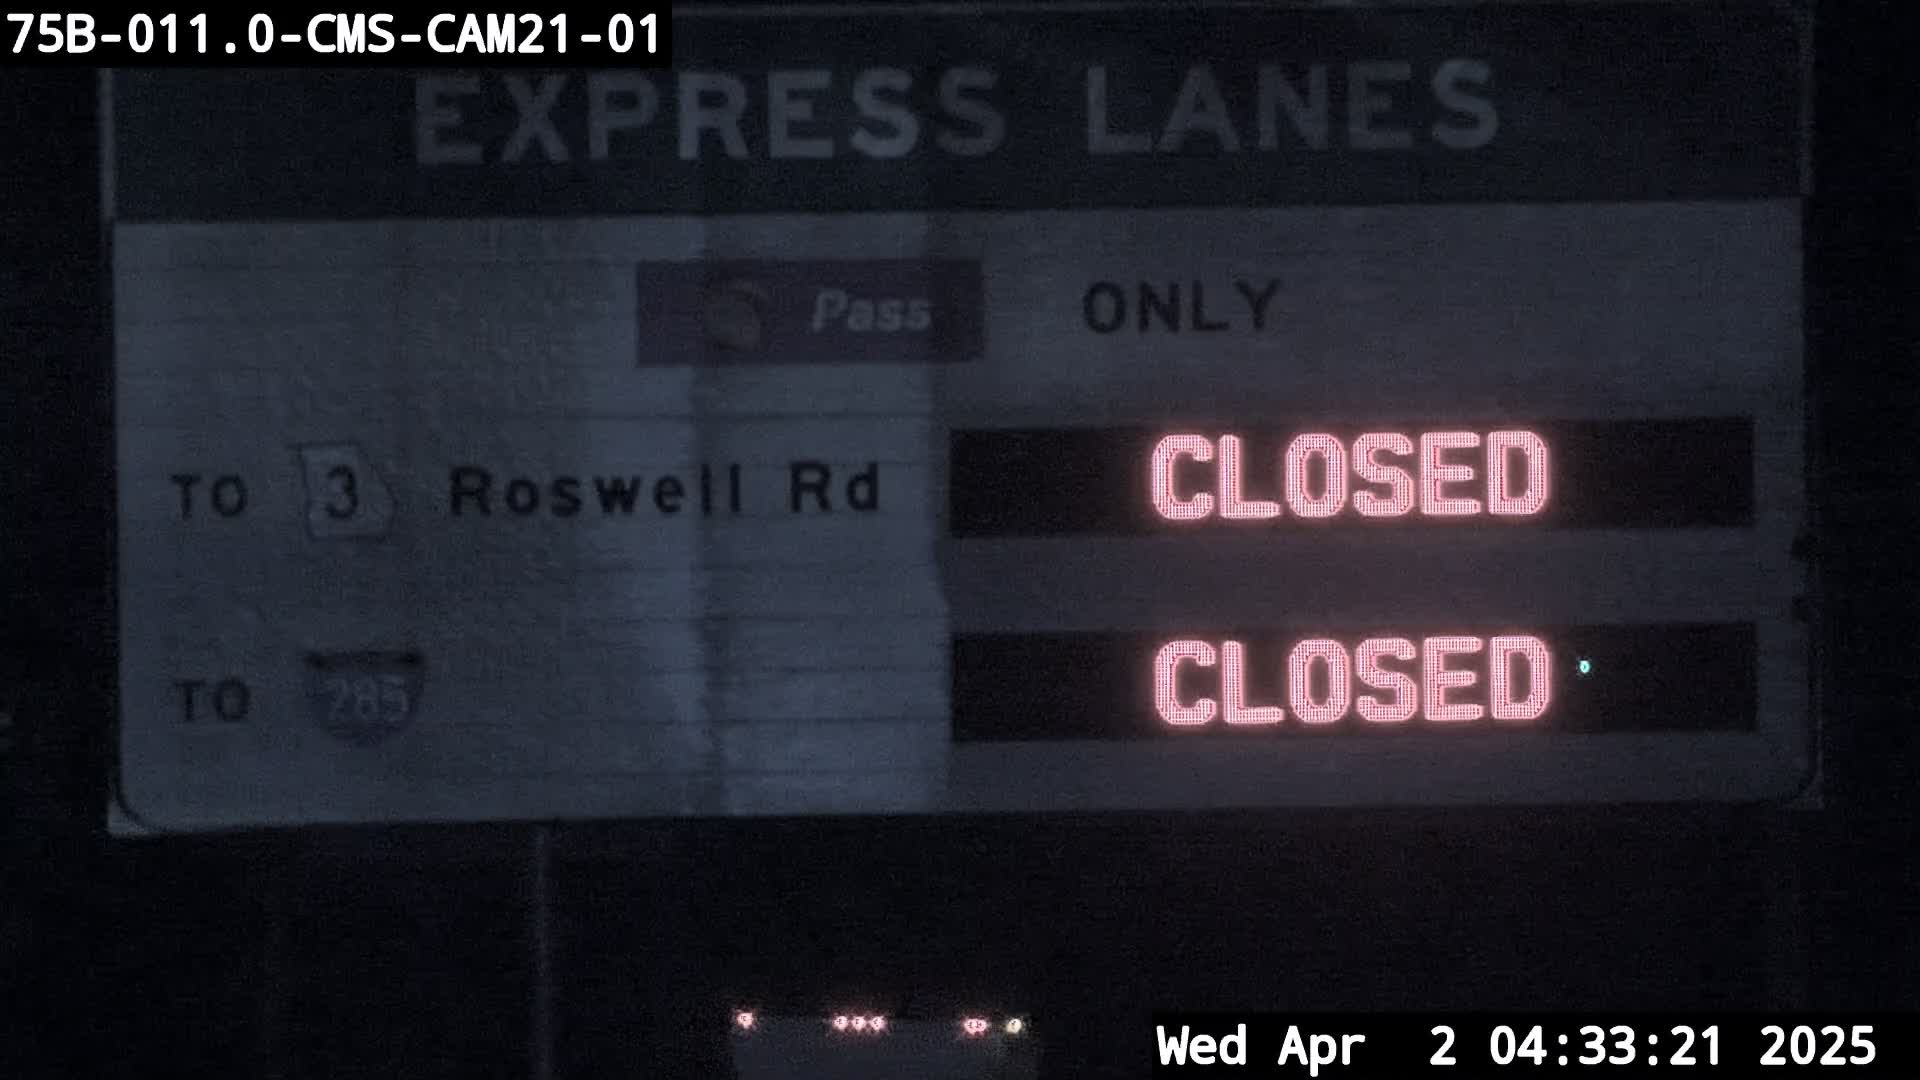 75B-011.0-CMS-CAM21-01
EXPRESS LANES
Pass ONLY
TO 3 Roswell Rd CLOSED
TO 285 CLOSED
Wed Apr 2 04:33:21 2025